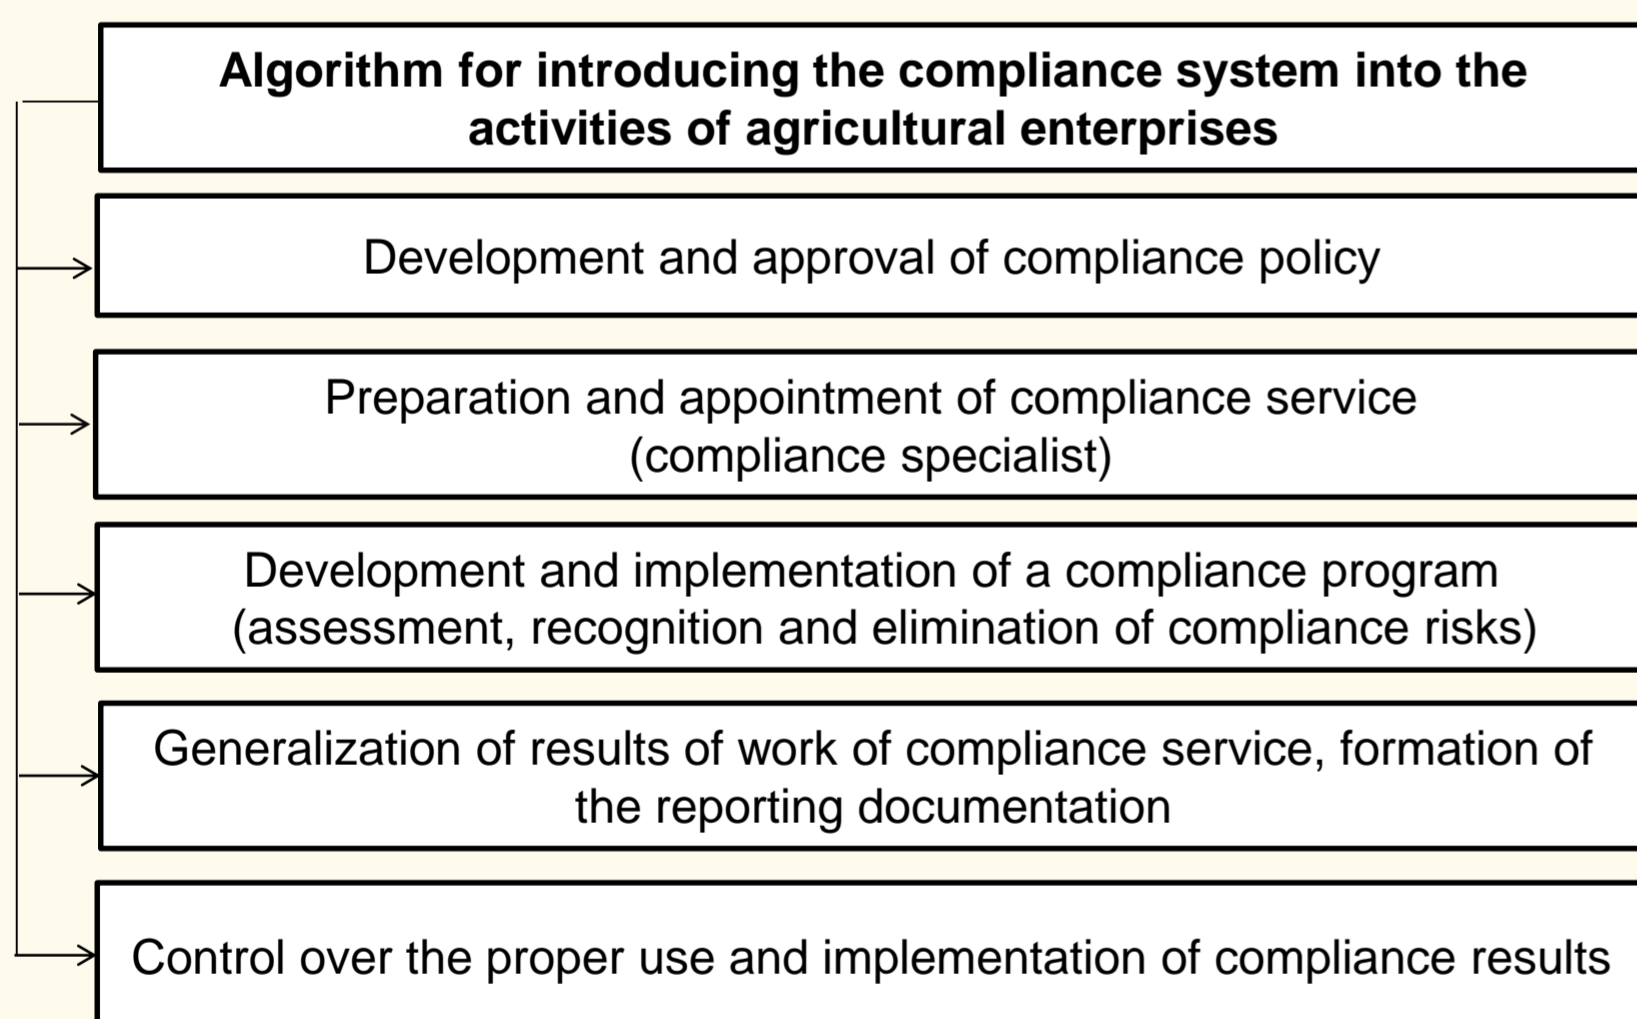 Algorithm for introducing the compliance system into the
activities of agricultural enterprises
Development and approval of compliance policy
Preparation and appointment of compliance service
(compliance specialist)
Development and implementation of a compliance program
(assessment, recognition and elimination of compliance risks)
Generalization of results of work of compliance service, formation of
the reporting documentation
Control over the proper use and implementation of compliance results